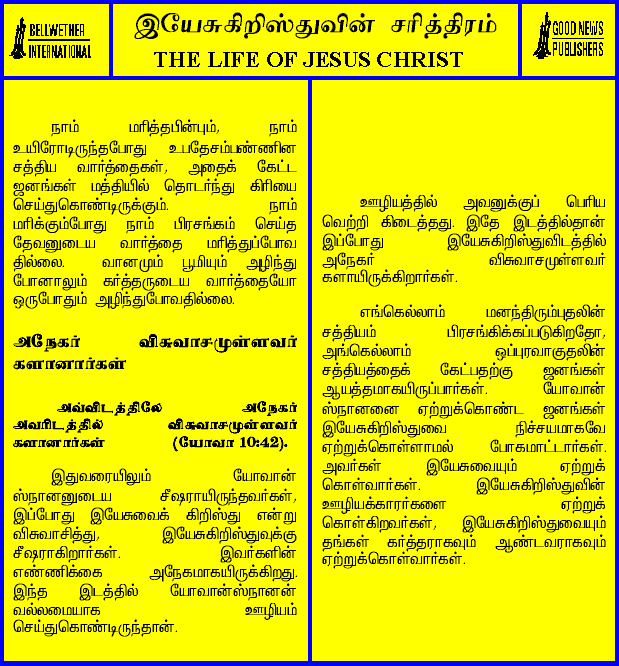 BELLWETHER
INTERNATIONAL
இயேசுகிறிஸ்துவின் சரித்திரம்
THE LIFE OF JESUS CHRIST
GOOD NEWS
PUBLISHERS
நாம் மரித்தபின்பும், நாம்
உயிரோடிருந்தபோது உபதேசம்பண்ணின
சத்திய வார்த்தைகள், அதைக் கேட்ட
ஜனங்கள் மத்தியில் தொடர்ந்து கிரியை
செய்துகொண்டிருக்கும். நாம்
மரிக்கும்போது நாம் பிரசங்கம் செய்த
தேவனுடைய வார்த்தை மரித்துப்போவ
தில்லை. வானமும் பூமியும் அழிந்து
போனாலும் கர்த்தருடைய வார்த்தையோ
ஒருபோதும் அழிந்துபோவதில்லை.
அநேகர் விசுவாசமுள்ளவர்
களானார்கள்
அவ்விடத்திலே அநேகர்
அவரிடத்தில் விசுவாசமுள்ளவர்
களானார்கள் (யோவா 10:42).
இதுவரையிலும் யோவான்
ஸ்நானனுடைய சீஷராயிருந்தவர்கள்,
இப்போது இயேசுவைக் கிறிஸ்து என்று
விசுவாசித்து, இயேசுகிறிஸ்துவுக்கு
சீஷராகிறார்கள். இவர்களின்
எண்ணிக்கை அநேகமாகயிருக்கிறது.
இந்த இடத்தில் யோவான்ஸ்நானன்
வல்லமையாக ஊழியம்
செய்துகொண்டிருந்தான்.
ஊழியத்தில் அவனுக்குப் பெரிய
வெற்றி கிடைத்தது. இதே இடத்தில்தான்
இப்போது இயேசுகிறிஸ்துவிடத்தில்
அநேகர் விசுவாசமுள்ளவர்
களாயிருக்கிறார்கள்.
எங்கெல்லாம் மனந்திரும்புதலின்
சத்தியம் பிரசங்கிக்கப்படுகிறதோ,
அங்கெல்லாம் ஒப்புரவாகுதலின்
சத்தியத்தைக் கேட்பதற்கு ஜனங்கள்
ஆயத்தமாகயிருப்பார்கள். யோவான்
ஸ்நானனை ஏற்றுக்கொண்ட ஜனங்கள்
இயேசுகிறிஸ்துவை நிச்சயமாகவே
ஏற்றுக்கொள்ளாமல் போகமாட்டார்கள்.
அவர்கள் இயேசுவையும் ஏற்றுக்
கொள்வார்கள். இயேசுகிறிஸ்துவின்
ஊழியக்காரர்களை ஏற்றுக்
கொள்கிறவர்கள், இயேசுகிறிஸ்துவையும்
தங்கள் கர்த்தராகவும் ஆண்டவராகவும்
ஏற்றுக்கொள்வார்கள்.